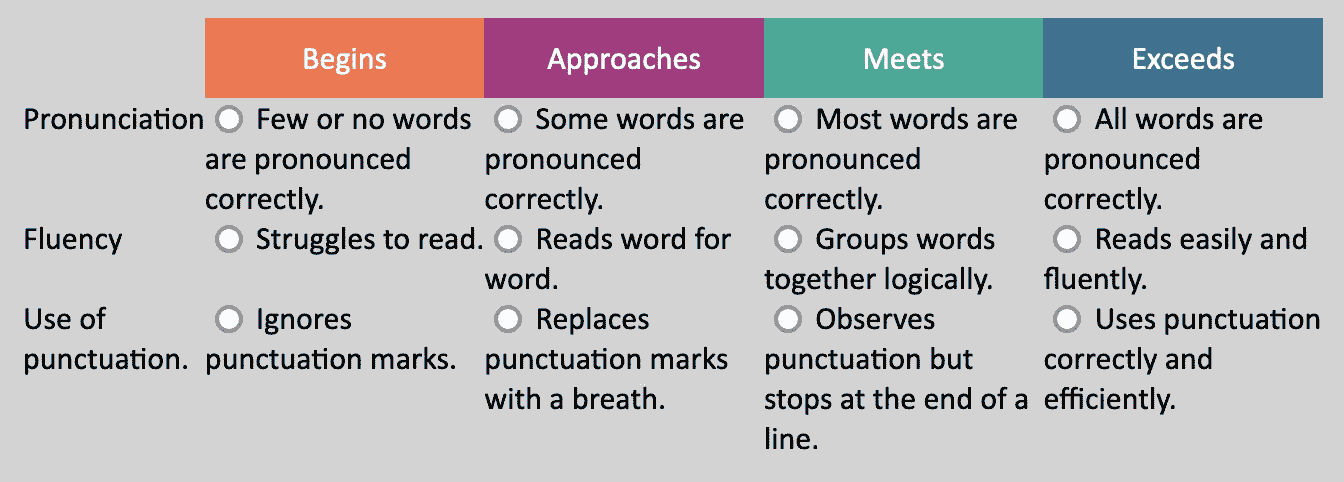 Begins Approaches Meets Exceeds
Pronunciation Few or no words Some words are Most words are All words are
are pronounced pronounced pronounced pronounced
correctly. correctly. correctly. correctly.
Fluency Struggles to read. Reads word for Groups words Reads easily and
word. together logically. fluently.
Use of Ignores Replaces Observes Uses punctuation
punctuation. punctuation marks. punctuation marks punctuation but correctly and
with a breath. stops at the end of a efficiently.
line.